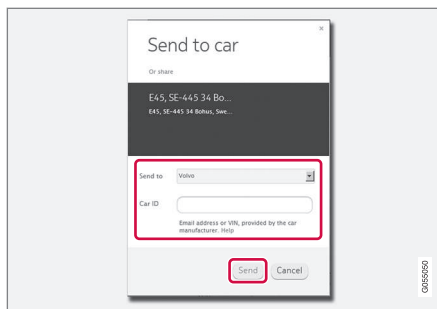 ×
Send to car
Or share
E45, SE-445 34 Bo...
E45, SE-445 34 Bohus, Swe...
Send to Volvo
Car ID
Email address or VIN, provided by the car
manufacturer. Help
Send Cancel
G055050